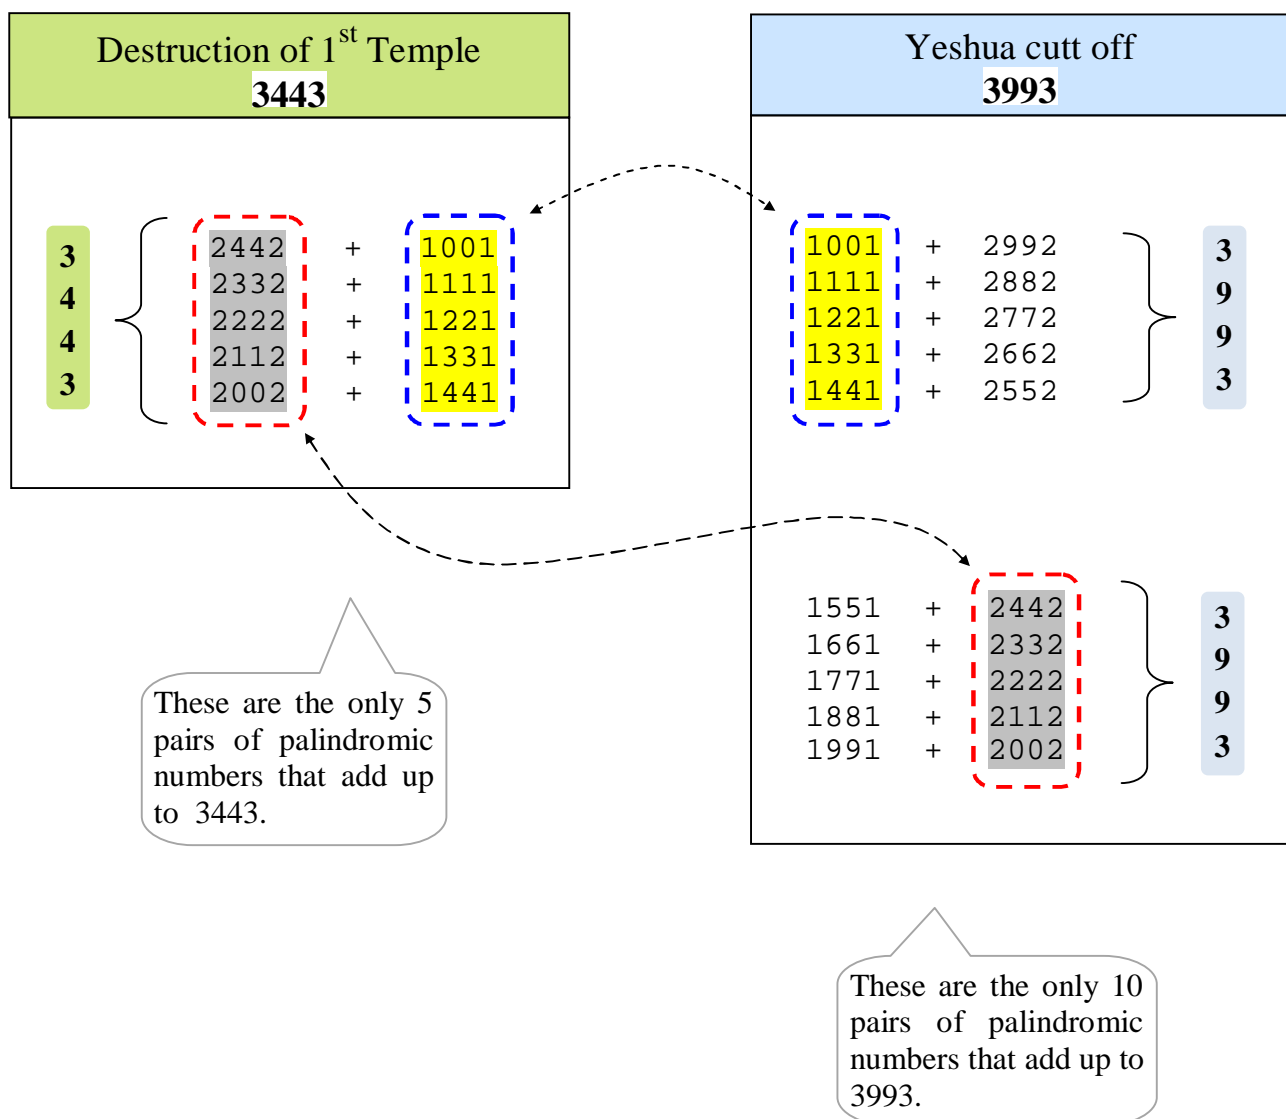 Destruction of 1st Temple
3443
3
4
4
3
2442 + 1001
2332 + 1111
2222 + 1221
2112 + 1331
2002 + 1441
These are the only 5
pairs of palindromic
numbers that add up
to 3443.
Yeshua cutt off
3993
1001 + 2992
1111 + 2882
1221 + 2772
1331 + 2662
1441 + 2552
3
9
9
3
1551 + 2442
1661 + 2332
1771 + 2222
1881 + 2112
1991 + 2002
3
9
9
3
These are the only 10
pairs of palindromic
numbers that add up to
3993.